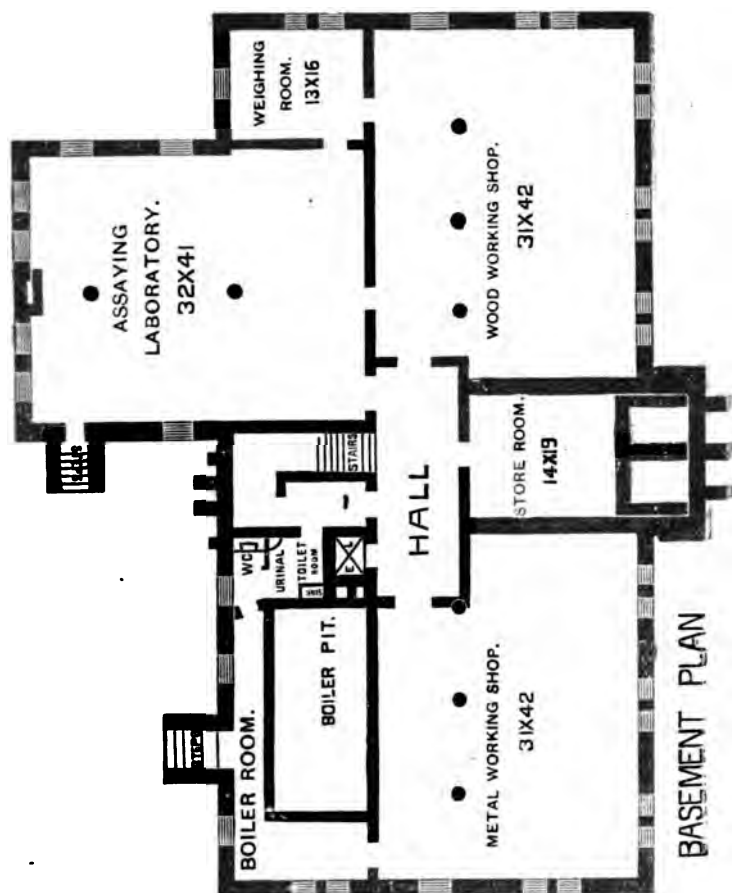 WEIGHING
ROOM.
13X16
ASSAYING
LABORATORY.
32X41
WOOD WORKING SHOP.
31X42
STAIRS
HALL
STORE ROOM.
14X19
WC
URINAL
TOILET
ROOM
BOILER ROOM.
BOILER PIT.
METAL WORKING SHOP.
31X42
BASEMENT PLAN